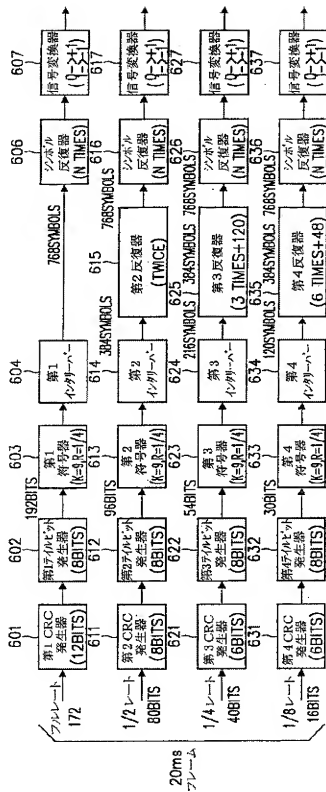 20ms
フレーム
フルレート
172
601
第1 CRC
発生器
(12BITS)
602
第1テイルビット
発生器
(8BITS)
192BITS
603
第1
符号器
(K=9,R=1/4)
604
第1
インタリーバー
768SYMBOLS
606
シンボル
反復器
(N TIMES)
607
信号変換器
(0->+1
1->-1)
1/2 レート
80BITS
611
第2 CRC
発生器
(8BITS)
612
第2テイルビット
発生器
(8BITS)
96BITS
613
第2
符号器
(K=9,R=1/4)
614
第2
インタリーバー
384SYMBOLS
615
第2反復器
(TWICE)
768SYMBOLS
616
シンボル
反復器
(N TIMES)
617
信号変換器
1/4 レート
40BITS
621
第3 CRC
発生器
(6BITS)
622
第3テイルビット
発生器
(8BITS)
54BITS
623
第3
符号器
(K=9,R=1/4)
624
第3
インタリーバー
216SYMBOLS
625
384SYMBOLS
第3反復器
(3 TIMES+120)
768SYMBOLS
626
シンボル
反復器
(N TIMES)
627
信号変換器
1/8 レート
16BITS
631
第4 CRC
発生器
(6BITS)
632
第4テイルビット
発生器
(8BITS)
30BITS
633
第4
符号器
(K=9,R=1/4)
634
第4
インタリーバー
120SYMBOLS
635
384SYMBOLS
第4反復器
(6 TIMES+48)
768SYMBOLS
636
シンボル
反復器
(N TIMES)
637
信号変換器